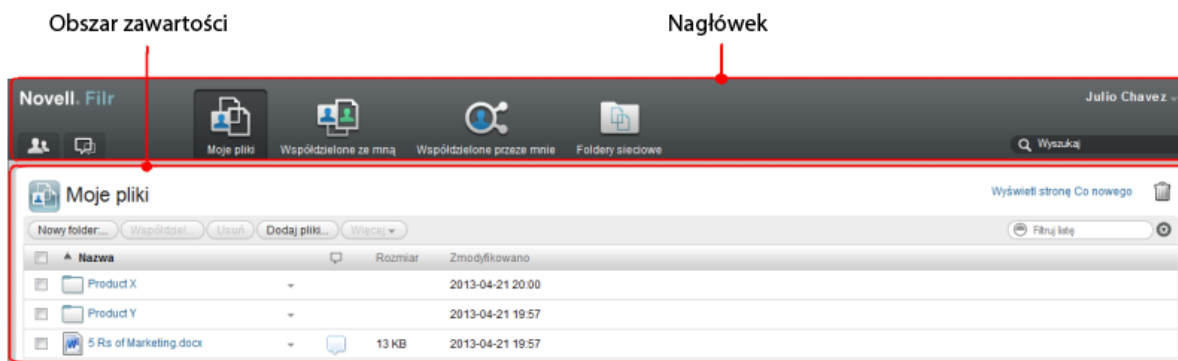 Obszar zawartości
Nagłówek
Novell. Filr
Julio Chavez
Moje pliki
Współdzielone ze mną
Współdzielone przeze mnie
Foldery sieciowe
Wyszukaj
Moje pliki
Wyświetl stronę Co nowego
Nowy folder...
Współdziel...
Usuń
Dodaj pliki...
Więcej
Filtruj listę
Nazwa
Rozmiar
Zmodyfikowano
Product X
2013-04-21 20:00
Product Y
2013-04-21 19:57
5 Rs of Marketing.docx
13 KB
2013-04-21 19:57